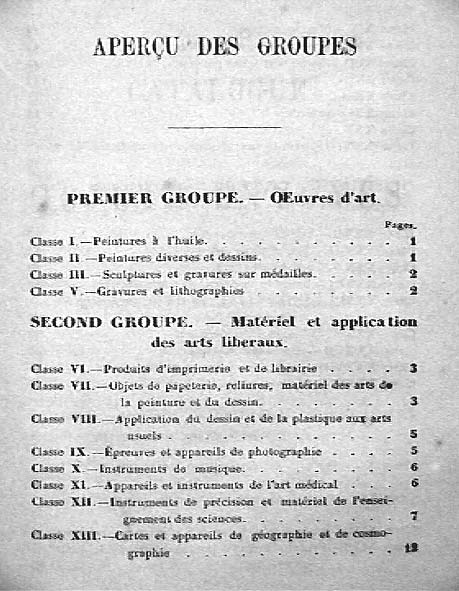 APERÇU DES GROUPES
PREMIER GROUPE. — Œuvres d'art.
Pages.
Classe I.—Peintures à l'huile. . . . . . . . . . . 1
Classe II.—Peintures diverses et dessins. . . . . . . . 1
Classe III.—Sculptures et gravures sur médailles. . . . . 2
Classe V.—Gravures et lithographies . . . . . . . . 2
SECOND GROUPE. — Matériel et application
des arts liberaux.
Classe VI.—Produits d'imprimerie et de librairie . . . . 3
Classe VII.—Objets de papeterie, reliures, matériel des arts de
la peinture et du dessin. . . . . . . . 3
Classe VIII.—Application du dessin et de la plastique aux arts
usuels . . . . . . . . . . . . 5
Classe IX.—Épreuves et appareils de photographie . . . . 5
Classe X.—Instruments de musique. . . . . . . . . 6
Classe XI.—Appareils et instruments de l'art médical . . . 6
Classe XII.—Instruments de précision et matériel de l'ensei-
gnement des sciences. . . . . . . . . 7
Classe XIII.—Cartes et appareils de géographie et de cosmo-
graphie . . . . . . . . . . . 12